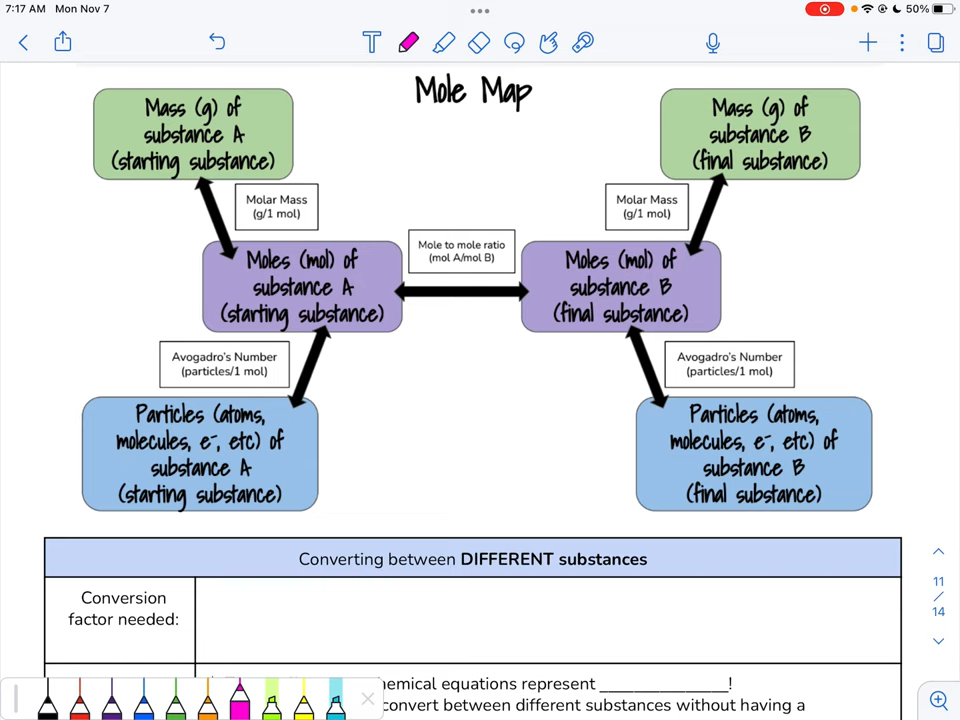 7:17 AM Mon Nov 7
50%
T
Mole Map
Mass (g) of
substance A
(starting substance)
Mass (g) of
substance B
(final substance)
Molar Mass
(g/1 mol)
Molar Mass
(g/1 mol)
Mole to mole ratio
(mol A/mol B)
Moles (mol) of
substance A
(starting substance)
Moles (mol) of
substance B
(final substance)
Avogadro's Number
(particles/1 mol)
Avogadro's Number
(particles/1 mol)
Particles (atoms,
molecules, e⁻, etc) of
substance A
(starting substance)
Particles (atoms,
molecules, e⁻, etc) of
substance B
(final substance)
Converting between DIFFERENT substances
Conversion
factor needed:
11
/
14
hemical equations represent ______________!
convert between different substances without having a